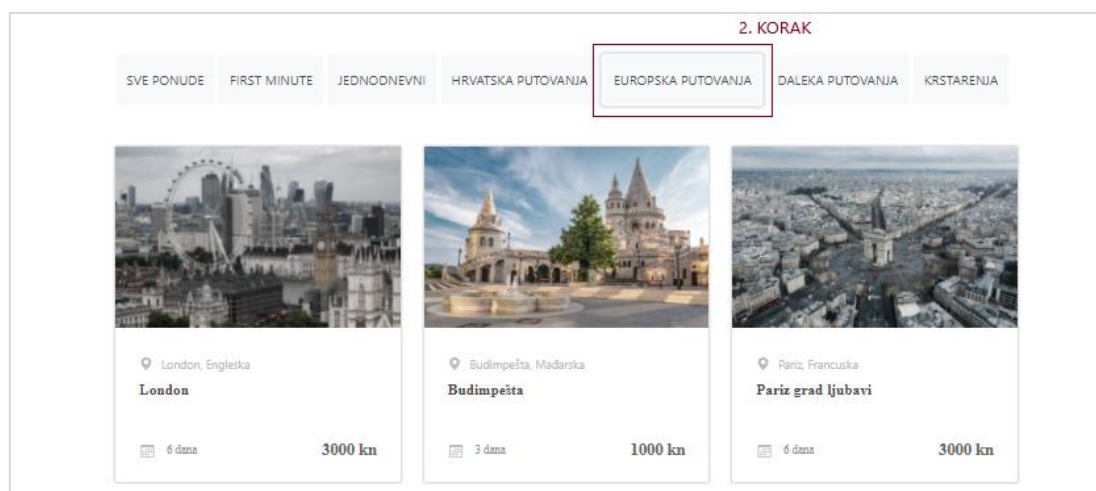 2. KORAK
SVE PONUDE FIRST MINUTE JEDNODNEVNI HRVATSKA PUTOVANJA EUROPSKA PUTOVANJA DALEKA PUTOVANJA KRSTARENJA
London, Engleska
London
6 dana 3000 kn
Budimpešta, Mađarska
Budimpešta
3 dana 1000 kn
Pariz, Francuska
Pariz grad ljubavi
6 dana 3000 kn